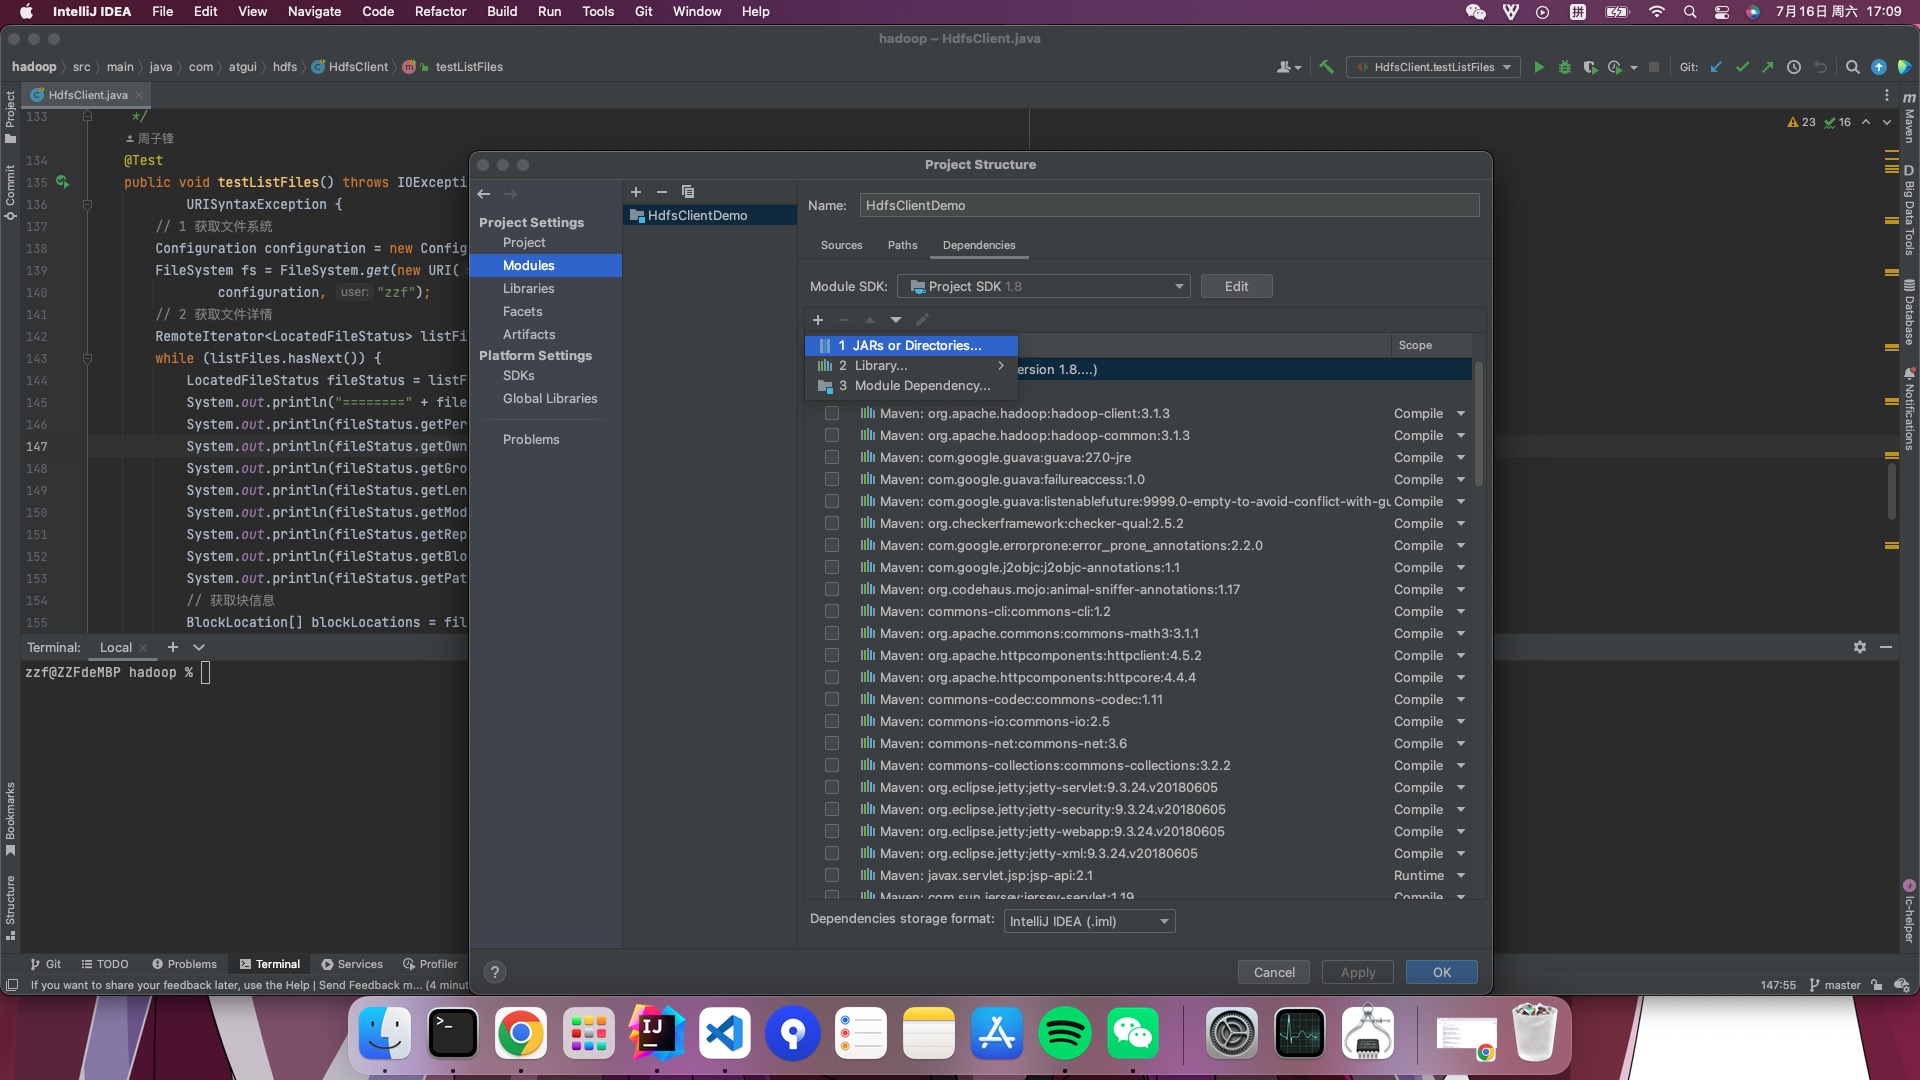 IntelliJ IDEA File Edit View Navigate Code Refactor Build Run Tools Git Window Help
拼 7月16日 周六 17:09
hadoop – HdfsClient.java
hadoop src main java com atgui hdfs HdfsClient testListFiles
HdfsClient.testListFiles Git:
HdfsClient.java
Project
Commit
Bookmarks
Structure
Maven
Big Data Tools
Database
Notifications
lc-helper
23 16
133 */
周子锋
134 @Test
135 public void testListFiles() throws IOExcepti
136 URISyntaxException {
137 // 1 获取文件系统
138 Configuration configuration = new Config
139 FileSystem fs = FileSystem.get(new URI(
140 configuration, user: "zzf");
141 // 2 获取文件详情
142 RemoteIterator<LocatedFileStatus> listFi
143 while (listFiles.hasNext()) {
144 LocatedFileStatus fileStatus = listF
145 System.out.println("========" + file
146 System.out.println(fileStatus.getPer
147 System.out.println(fileStatus.getOwn
148 System.out.println(fileStatus.getGro
149 System.out.println(fileStatus.getLen
150 System.out.println(fileStatus.getMod
151 System.out.println(fileStatus.getRep
152 System.out.println(fileStatus.getBlo
153 System.out.println(fileStatus.getPat
154 // 获取块信息
155 BlockLocation[] blockLocations = fil
Project Structure
Project Settings
Project
Modules
Libraries
Facets
Artifacts
Platform Settings
SDKs
Global Libraries
Problems
HdfsClientDemo
Name: HdfsClientDemo
Sources Paths Dependencies
Module SDK: Project SDK 1.8 Edit
1 JARs or Directories...
2 Library...
3 Module Dependency...
Scope
ersion 1.8....)
Maven: org.apache.hadoop:hadoop-client:3.1.3 Compile
Maven: org.apache.hadoop:hadoop-common:3.1.3 Compile
Maven: com.google.guava:guava:27.0-jre Compile
Maven: com.google.guava:failureaccess:1.0 Compile
Maven: com.google.guava:listenablefuture:9999.0-empty-to-avoid-conflict-with-gu Compile
Maven: org.checkerframework:checker-qual:2.5.2 Compile
Maven: com.google.errorprone:error_prone_annotations:2.2.0 Compile
Maven: com.google.j2objc:j2objc-annotations:1.1 Compile
Maven: org.codehaus.mojo:animal-sniffer-annotations:1.17 Compile
Maven: commons-cli:commons-cli:1.2 Compile
Maven: org.apache.commons:commons-math3:3.1.1 Compile
Maven: org.apache.httpcomponents:httpclient:4.5.2 Compile
Maven: org.apache.httpcomponents:httpcore:4.4.4 Compile
Maven: commons-codec:commons-codec:1.11 Compile
Maven: commons-io:commons-io:2.5 Compile
Maven: commons-net:commons-net:3.6 Compile
Maven: commons-collections:commons-collections:3.2.2 Compile
Maven: org.eclipse.jetty:jetty-servlet:9.3.24.v20180605 Compile
Maven: org.eclipse.jetty:jetty-security:9.3.24.v20180605 Compile
Maven: org.eclipse.jetty:jetty-webapp:9.3.24.v20180605 Compile
Maven: org.eclipse.jetty:jetty-xml:9.3.24.v20180605 Compile
Maven: javax.servlet.jsp:jsp-api:2.1 Runtime
Maven: com.sun.jersey:jersey-servlet:1.19 Compile
Dependencies storage format: IntelliJ IDEA (.iml)
? Cancel Apply OK
Terminal: Local
zzf@ZZFdeMBP hadoop %
Git TODO Problems Terminal Services Profiler
If you want to share your feedback later, use the Help | Send Feedback m... (4 minut
147:55 master
IJ